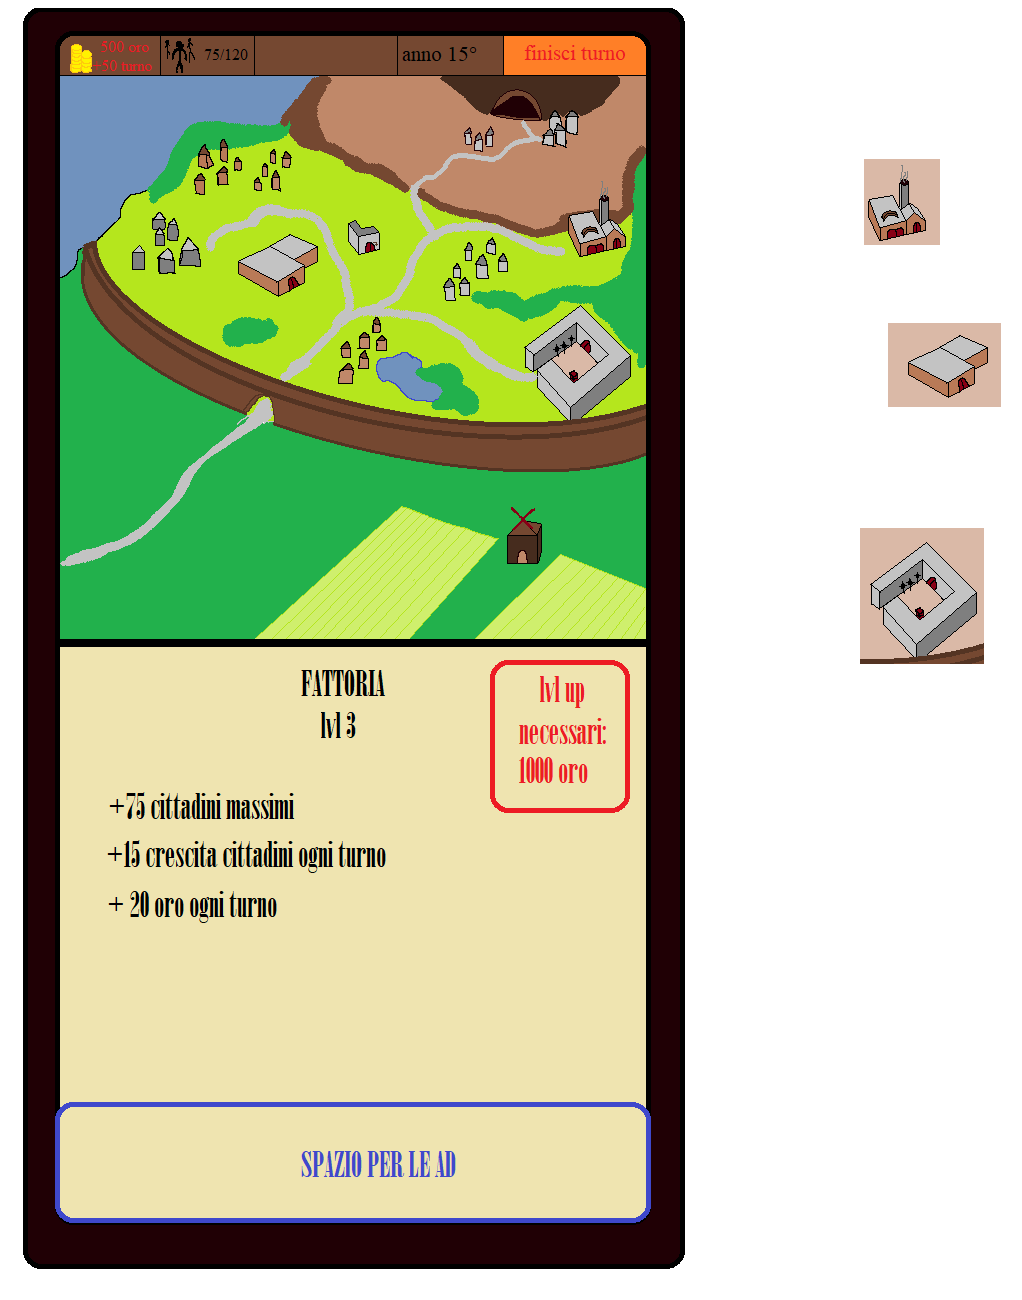 500 oro
50 turno
75/120
anno 15°
finisci turno
FATTORIA
lvl 3
lvl up
necessari:
1000 oro
+75 cittadini massimi
+15 crescita cittadini ogni turno
+ 20 oro ogni turno
SPAZIO PER LE AD